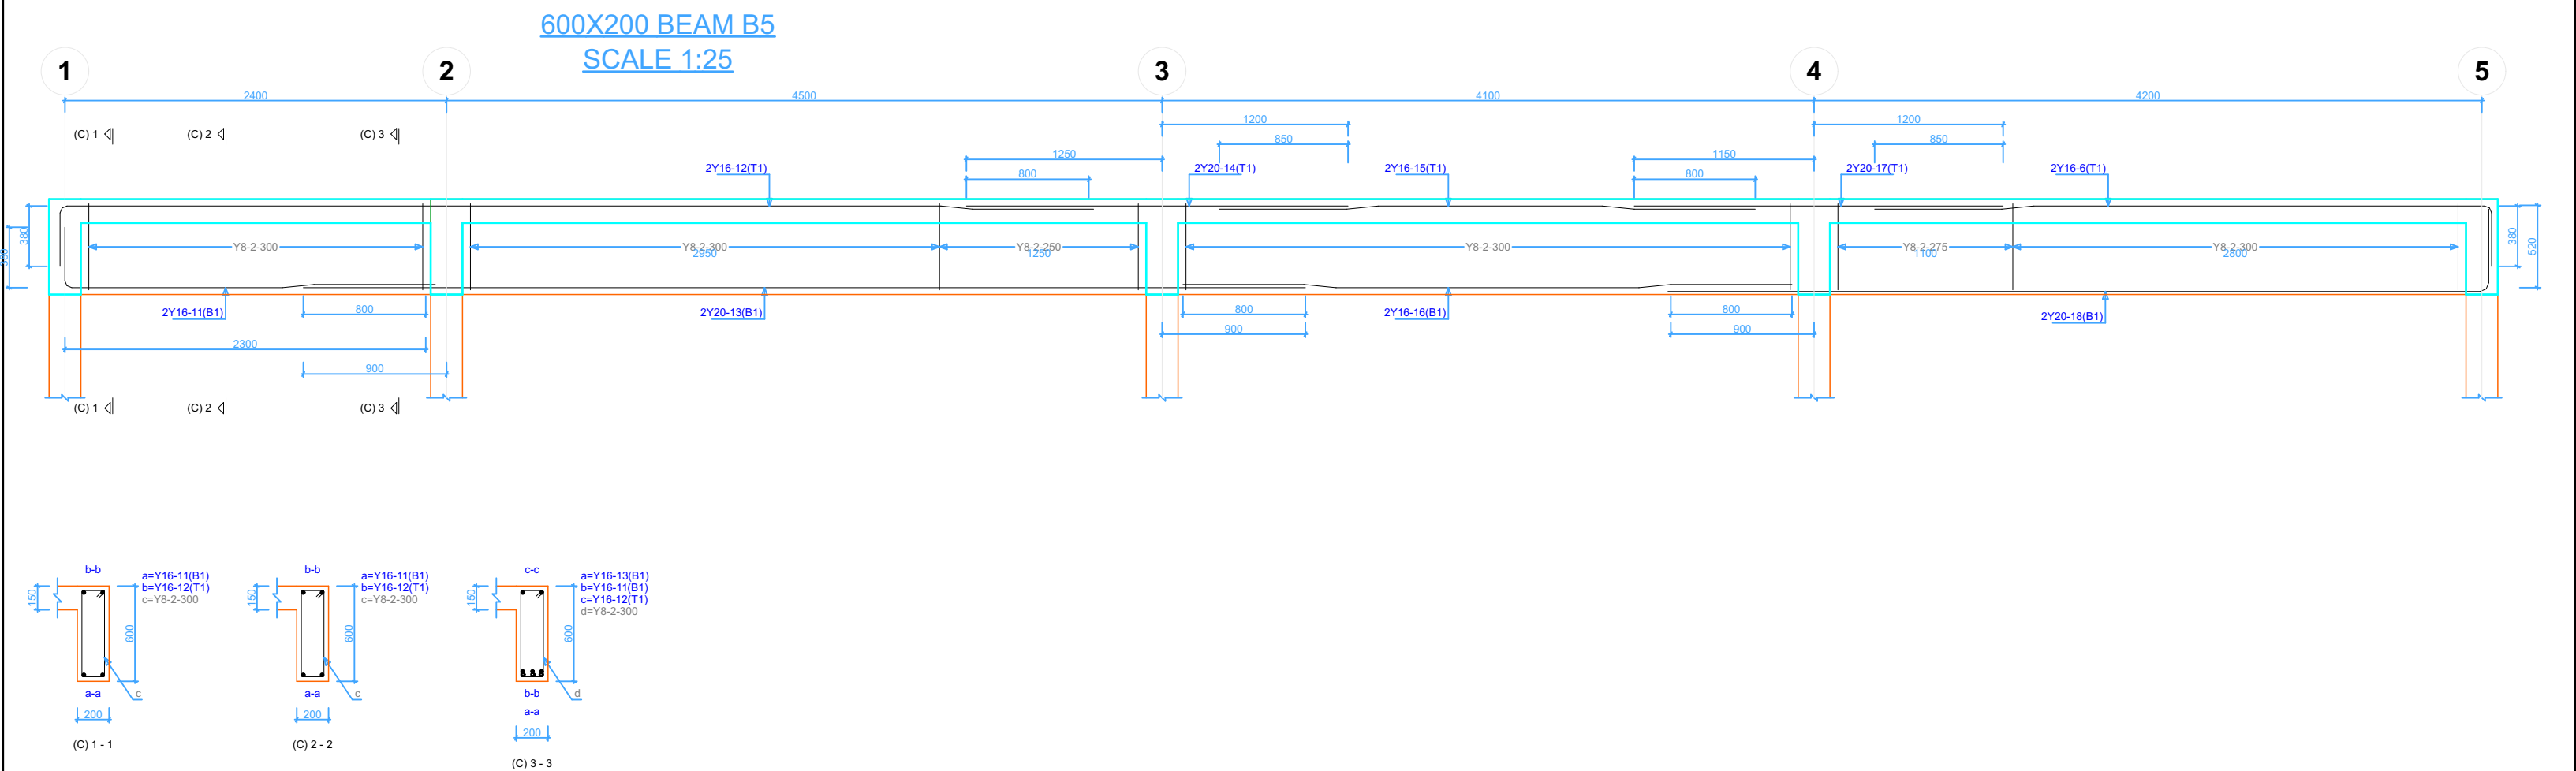 600X200 BEAM B5
SCALE 1:25
1 2 3 4 5
2400 4500 4100 4200
1200 1200
(C) 1 (C) 2 (C) 3
850 850
1250 1150
2Y16-12(T1) 2Y20-14(T1) 2Y16-15(T1) 2Y20-17(T1) 2Y16-6(T1)
800 800
380 380 520
Y8-2-300 Y8-2-300 Y8-2-250 Y8-2-300 Y8-2-275 Y8-2-300
2950 1250 1100 2800
2Y16-11(B1) 800 2Y20-13(B1) 800 2Y16-16(B1) 800 2Y20-18(B1)
900 900
2300
900
(C) 1 (C) 2 (C) 3
b-b
a=Y16-11(B1)
b=Y16-12(T1)
c=Y8-2-300
150
600
a-a
c
200
(C) 1 - 1
b-b
a=Y16-11(B1)
b=Y16-12(T1)
c=Y8-2-300
150
600
a-a
c
200
(C) 2 - 2
c-c
a=Y16-13(B1)
b=Y16-11(B1)
c=Y16-12(T1)
d=Y8-2-300
150
600
b-b
d
a-a
200
(C) 3 - 3